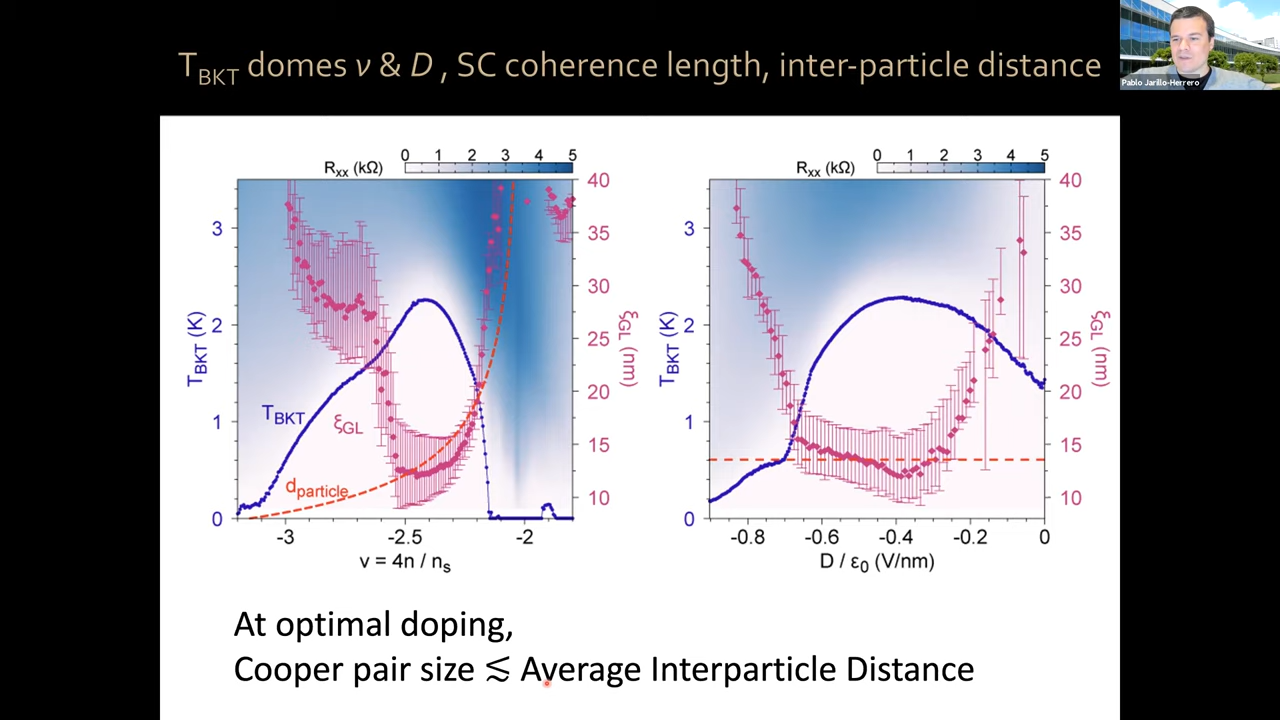 T_BKT domes ν & D , SC coherence length, inter-particle distance
Pablo Jarillo-Herrero
R_xx (kΩ)
0 1 2 3 4 5
40
35
30
25
20
15
10
ξ_GL (nm)
3
2
1
0
T_BKT (K)
T_BKT
ξ_GL
d_particle
-3 -2.5 -2
ν = 4n / n_s
R_xx (kΩ)
0 1 2 3 4 5
40
35
30
25
20
15
10
ξ_GL (nm)
3
2
1
0
T_BKT (K)
-0.8 -0.6 -0.4 -0.2 0
D / ε₀ (V/nm)
At optimal doping,
Cooper pair size ≲ Average Interparticle Distance